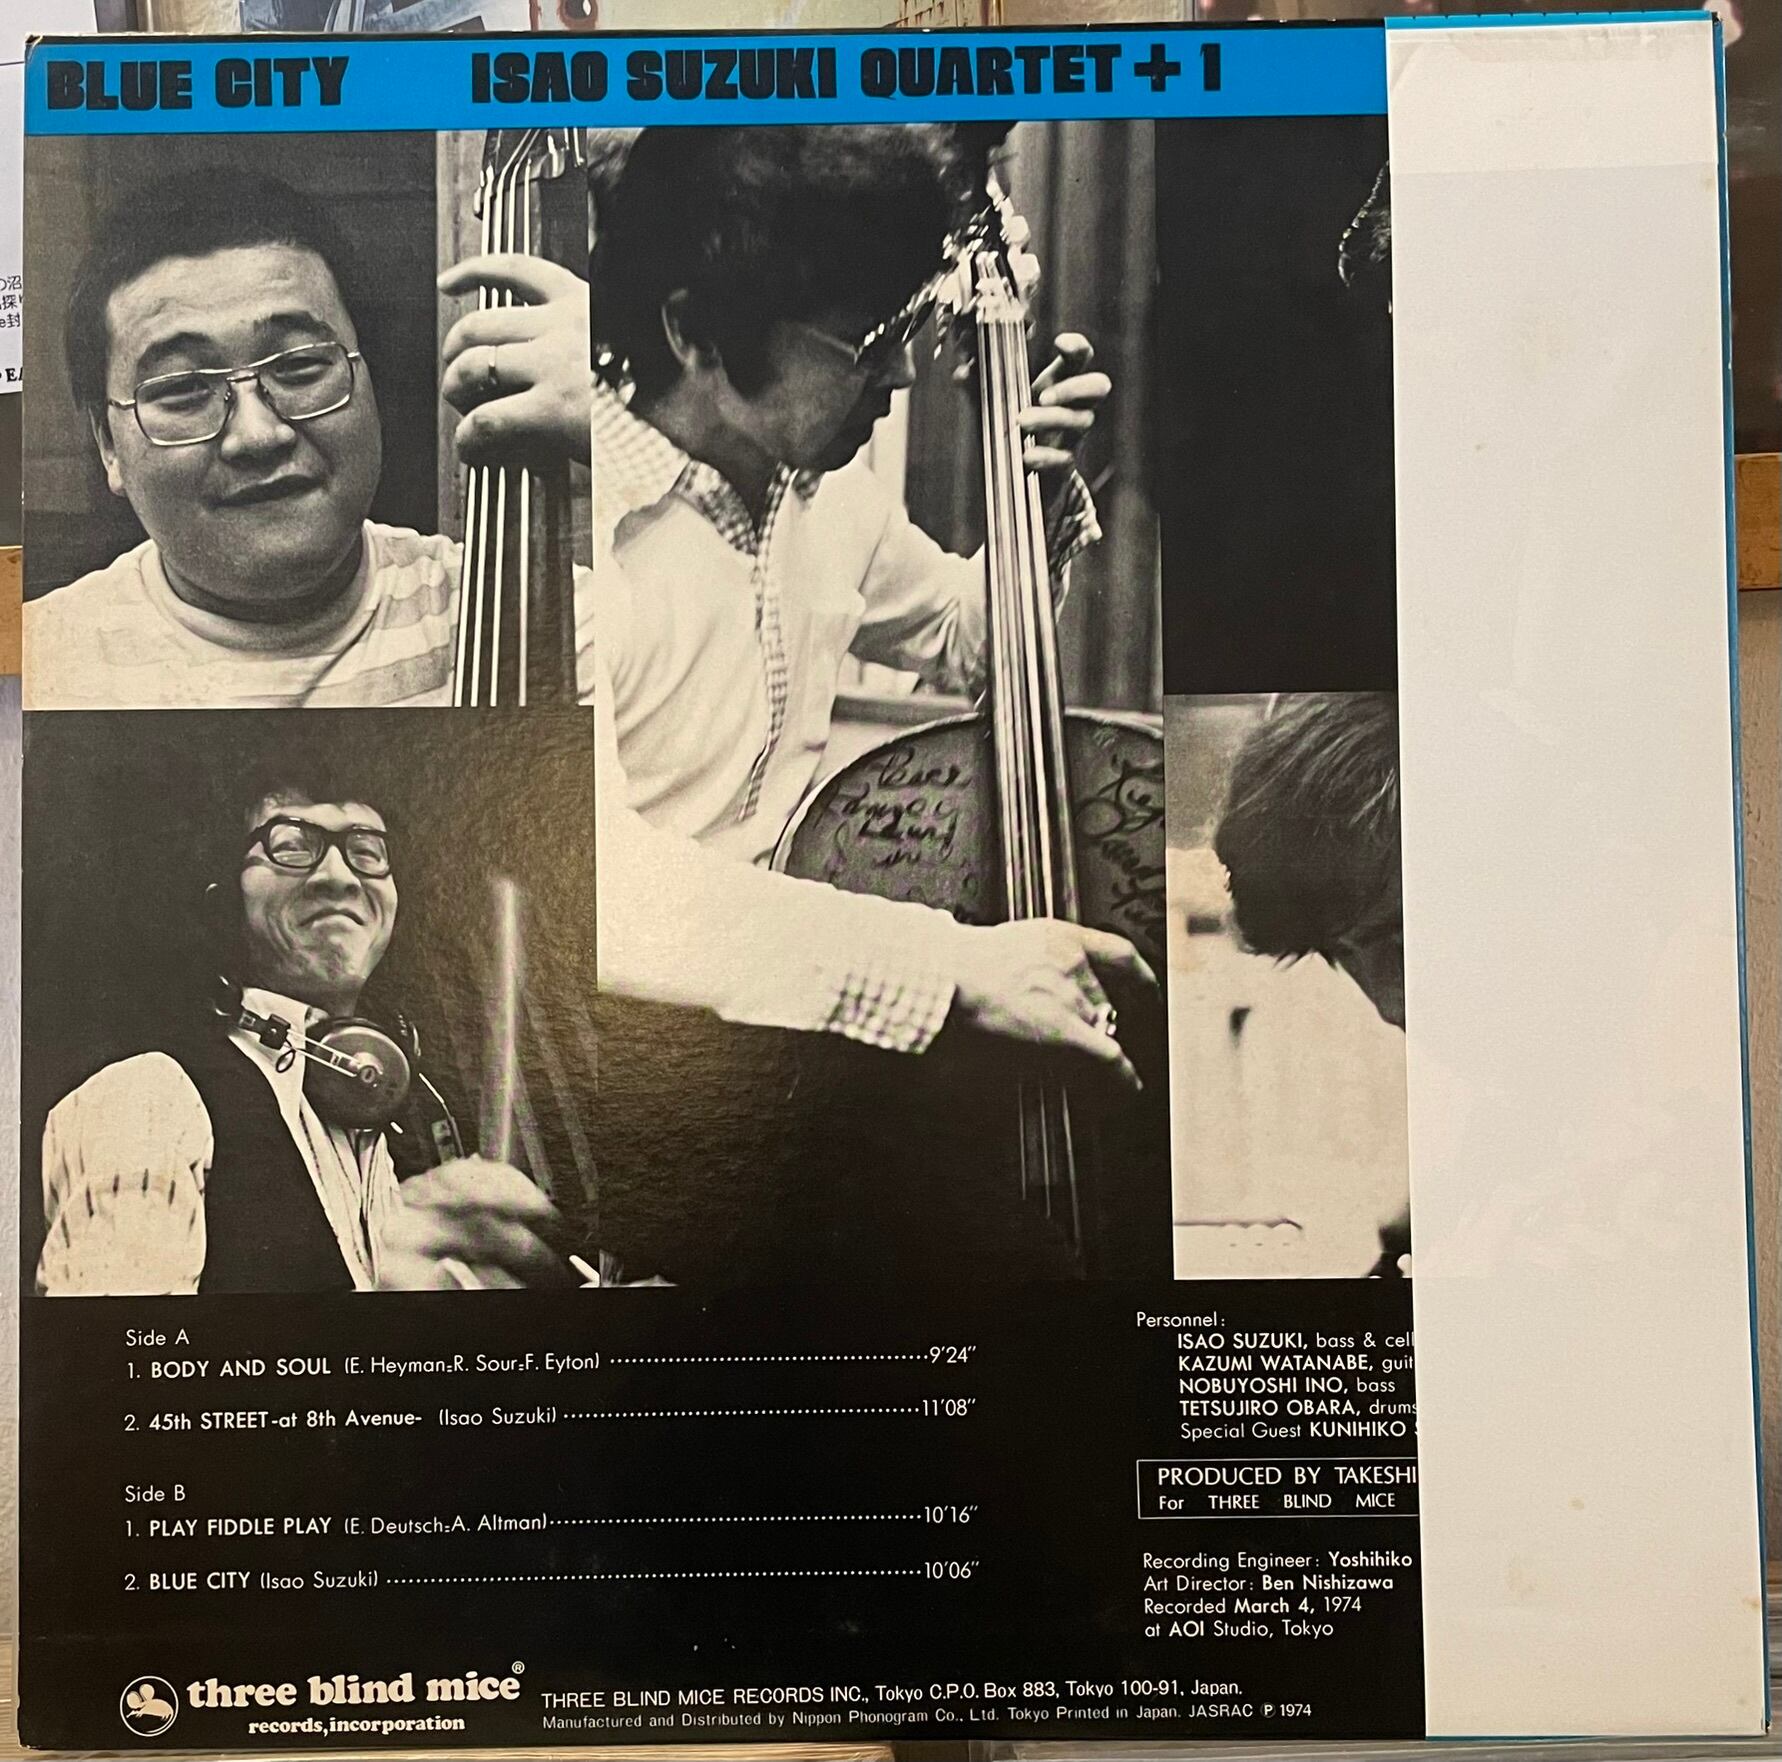 BLUE CITY ISAO SUZUKI QUARTET + 1
Side A
1. BODY AND SOUL (E. Heyman=R. Sour=F. Eyton) 9'24"
2. 45th STREET-at 8th Avenue- (Isao Suzuki) 11'08"
Side B
1. PLAY FIDDLE PLAY (E. Deutsch=A. Altman) 10'16"
2. BLUE CITY (Isao Suzuki) 10'06"
Personnel:
ISAO SUZUKI, bass & cell
KAZUMI WATANABE, guit
NOBUYOSHI INO, bass
TETSUJIRO OBARA, drums
Special Guest KUNIHIKO
PRODUCED BY TAKESHI
For THREE BLIND MICE
Recording Engineer: Yoshihiko
Art Director: Ben Nishizawa
Recorded March 4, 1974
at AOI Studio, Tokyo
three blind mice®
records,incorporation
THREE BLIND MICE RECORDS INC., Tokyo C.P.O. Box 883, Tokyo 100-91, Japan.
Manufactured and Distributed by Nippon Phonogram Co., Ltd. Tokyo Printed in Japan. JASRAC ℗ 1974